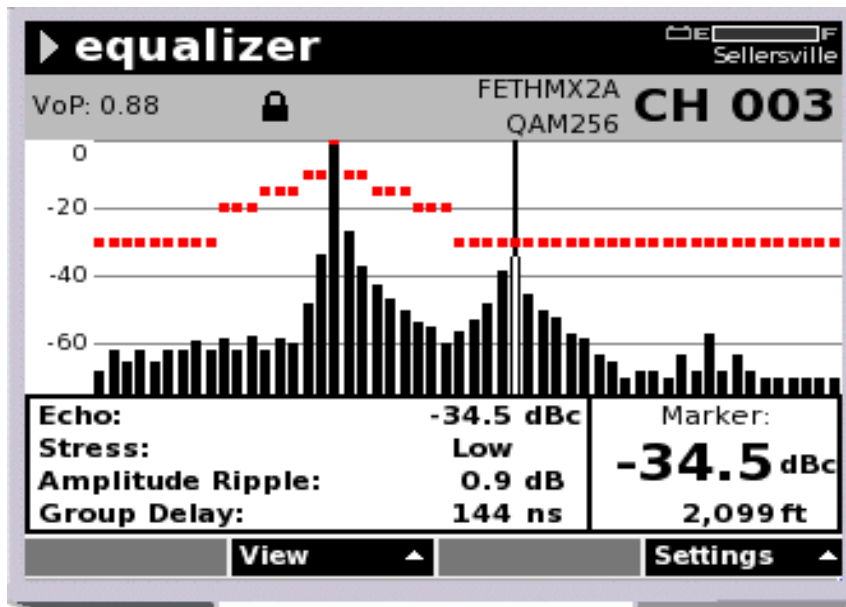 equalizer
E F
Sellersville
VoP: 0.88
FETHMX2A
QAM256
CH 003
0
-20
-40
-60
Echo: -34.5 dBc
Stress: Low
Amplitude Ripple: 0.9 dB
Group Delay: 144 ns
Marker:
-34.5 dBc
2,099 ft
View
Settings